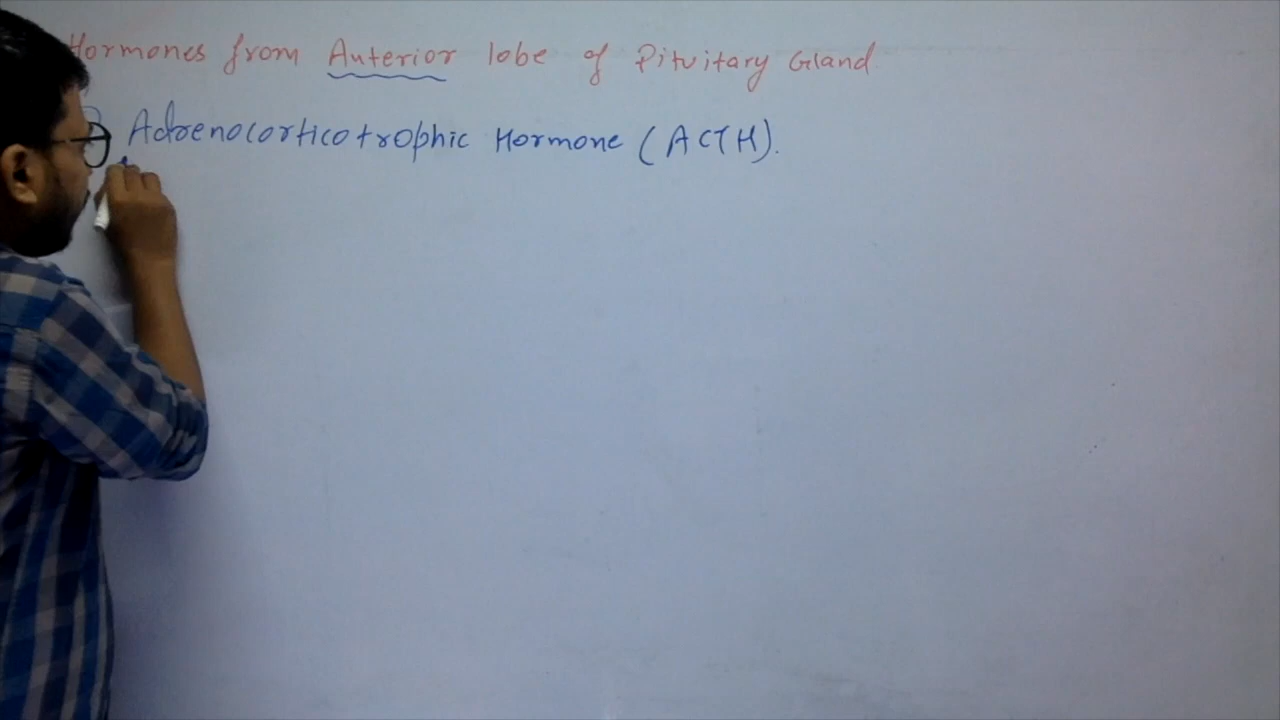 Hormones from Anterior lobe of Pituitary Gland
Adrenocorticotrophic Hormone (ACTH).